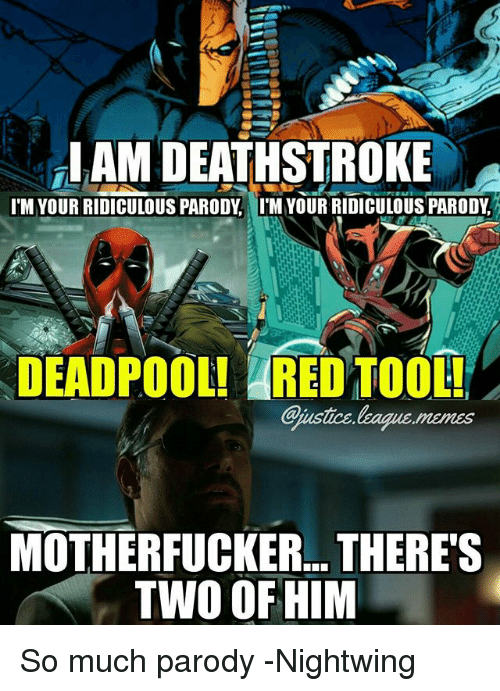 I AM DEATHSTROKE
I'M YOUR RIDICULOUS PARODY, I'M YOUR RIDICULOUS PARODY,
DEADPOOL! RED TOOL!
@justice.league.memes
MOTHERFUCKER... THERE'S
TWO OF HIM
So much parody -Nightwing